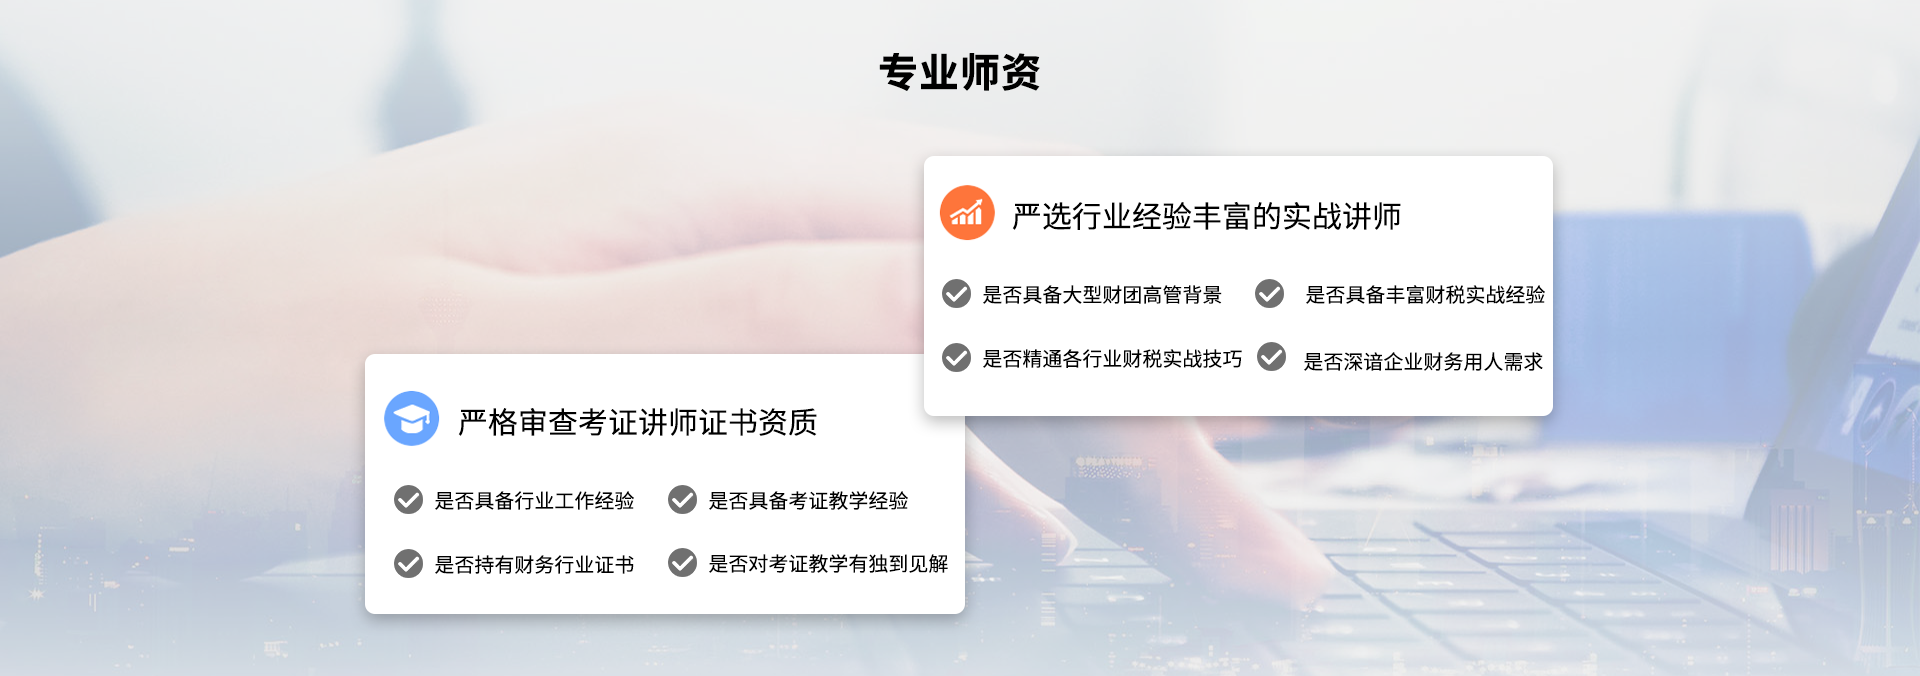 专业师资
严选行业经验丰富的实战讲师
是否具备大型财团高管背景
是否具备丰富财税实战经验
是否精通各行业财税实战技巧
是否深谙企业财务用人需求
严格审查考证讲师证书资质
是否具备行业工作经验
是否具备考证教学经验
是否持有财务行业证书
是否对考证教学有独到见解